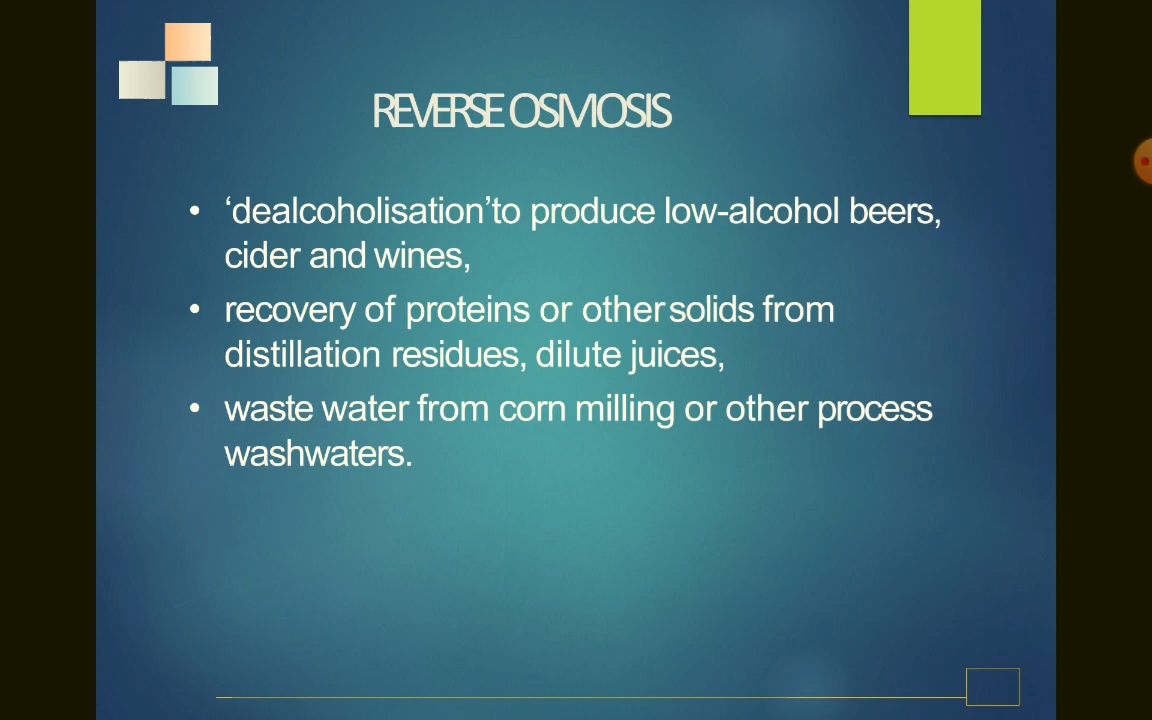 REVERSE OSMOSIS
• ‘dealcoholisation’to produce low-alcohol beers,
cider and wines,
• recovery of proteins or other solids from
distillation residues, dilute juices,
• waste water from corn milling or other process
washwaters.